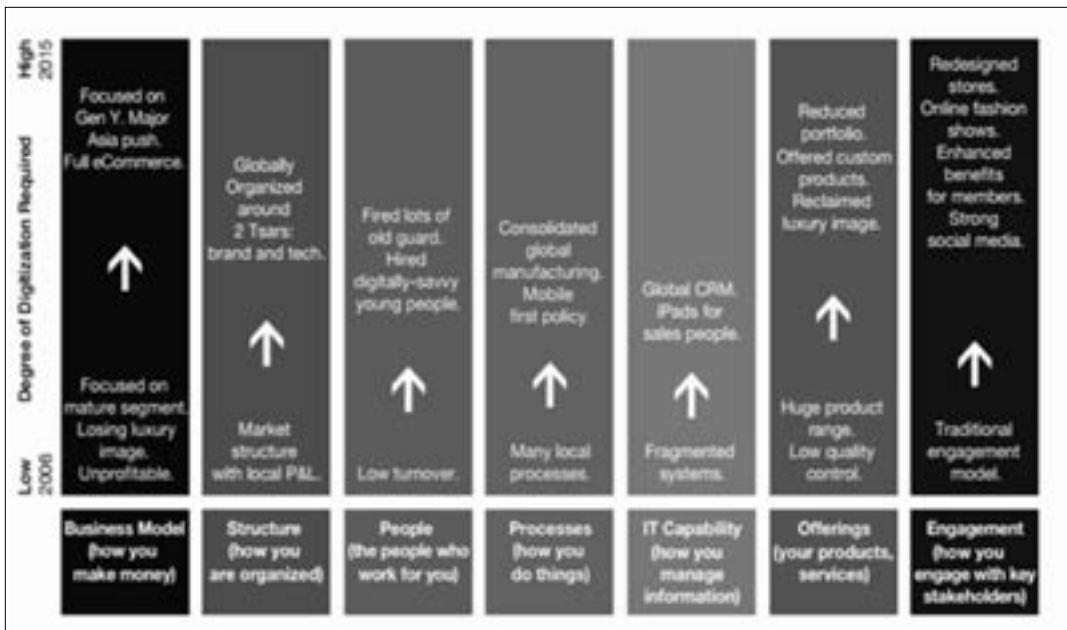 High
2015
Degree of Digitization Required
Low
2006
Focused on
Gen Y. Major
Asia push.
Full eCommerce.
Focused on
mature segment.
Losing luxury
image.
Unprofitable.
Business Model
(how you
make money)
Globally
Organized
around
2 Tsars:
brand and tech.
Market
structure
with local P&L.
Structure
(how you
are organized)
Fired lots of
old guard.
Hired
digitally-savvy
young people.
Low turnover.
People
(the people who
work for you)
Consolidated
global
manufacturing.
Mobile
first policy.
Many local
processes.
Processes
(how you
do things)
Global CRM.
iPads for
sales people.
Fragmented
systems.
IT Capability
(how you
manage
information)
Reduced
portfolio.
Offered custom
products.
Reclaimed
luxury image.
Huge product
range.
Low quality
control.
Offerings
(your products,
services)
Redesigned
stores.
Online fashion
shows.
Enhanced
benefits
for members.
Strong
social media.
Traditional
engagement
model.
Engagement
(how you
engage with key
stakeholders)